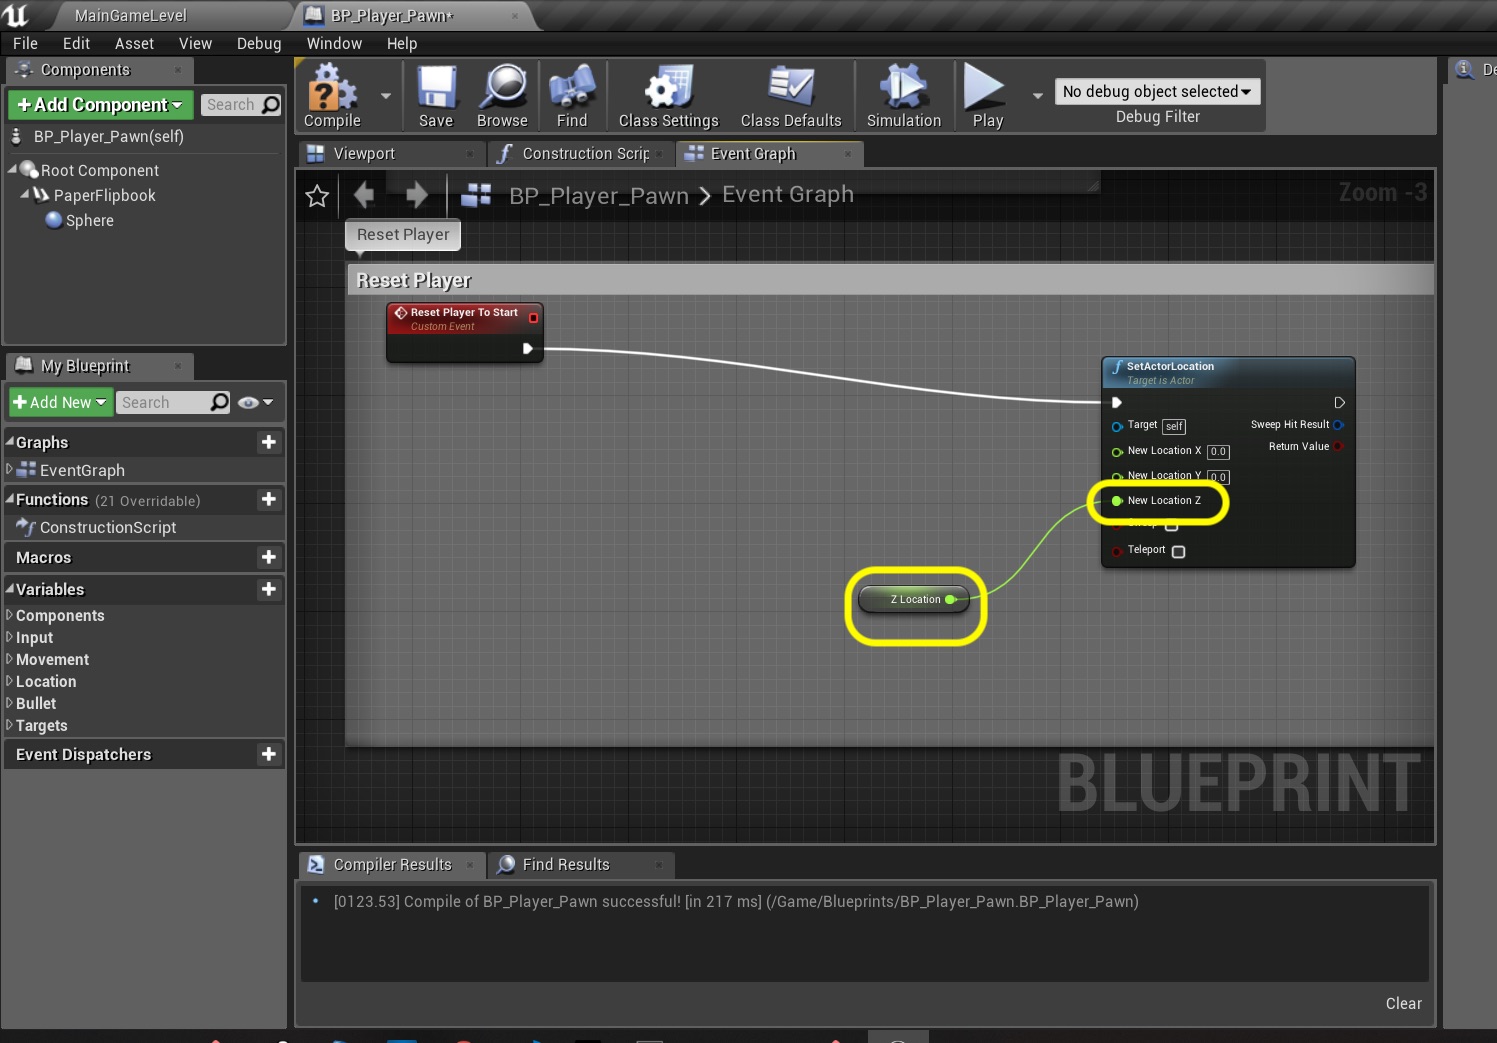 MainGameLevel
BP_Player_Pawn*
File Edit Asset View Debug Window Help
Components
+Add Component
Search
BP_Player_Pawn(self)
Root Component
PaperFlipbook
Sphere
My Blueprint
+Add New
Search
Graphs
EventGraph
Functions (21 Overridable)
ConstructionScript
Macros
Variables
Components
Input
Movement
Location
Bullet
Targets
Event Dispatchers
Compile
Save
Browse
Find
Class Settings
Class Defaults
Simulation
Play
No debug object selected
Debug Filter
Viewport
Construction Scrip
Event Graph
BP_Player_Pawn > Event Graph
Zoom -3
Reset Player
Reset Player
Reset Player To Start
Custom Event
SetActorLocation
Target is Actor
Target self
Sweep Hit Result
New Location X 0.0
Return Value
New Location Y 0.0
New Location Z
Teleport
Z Location
BLUEPRINT
Compiler Results
Find Results
[0123.53] Compile of BP_Player_Pawn successful! [in 217 ms] (/Game/Blueprints/BP_Player_Pawn.BP_Player_Pawn)
Clear